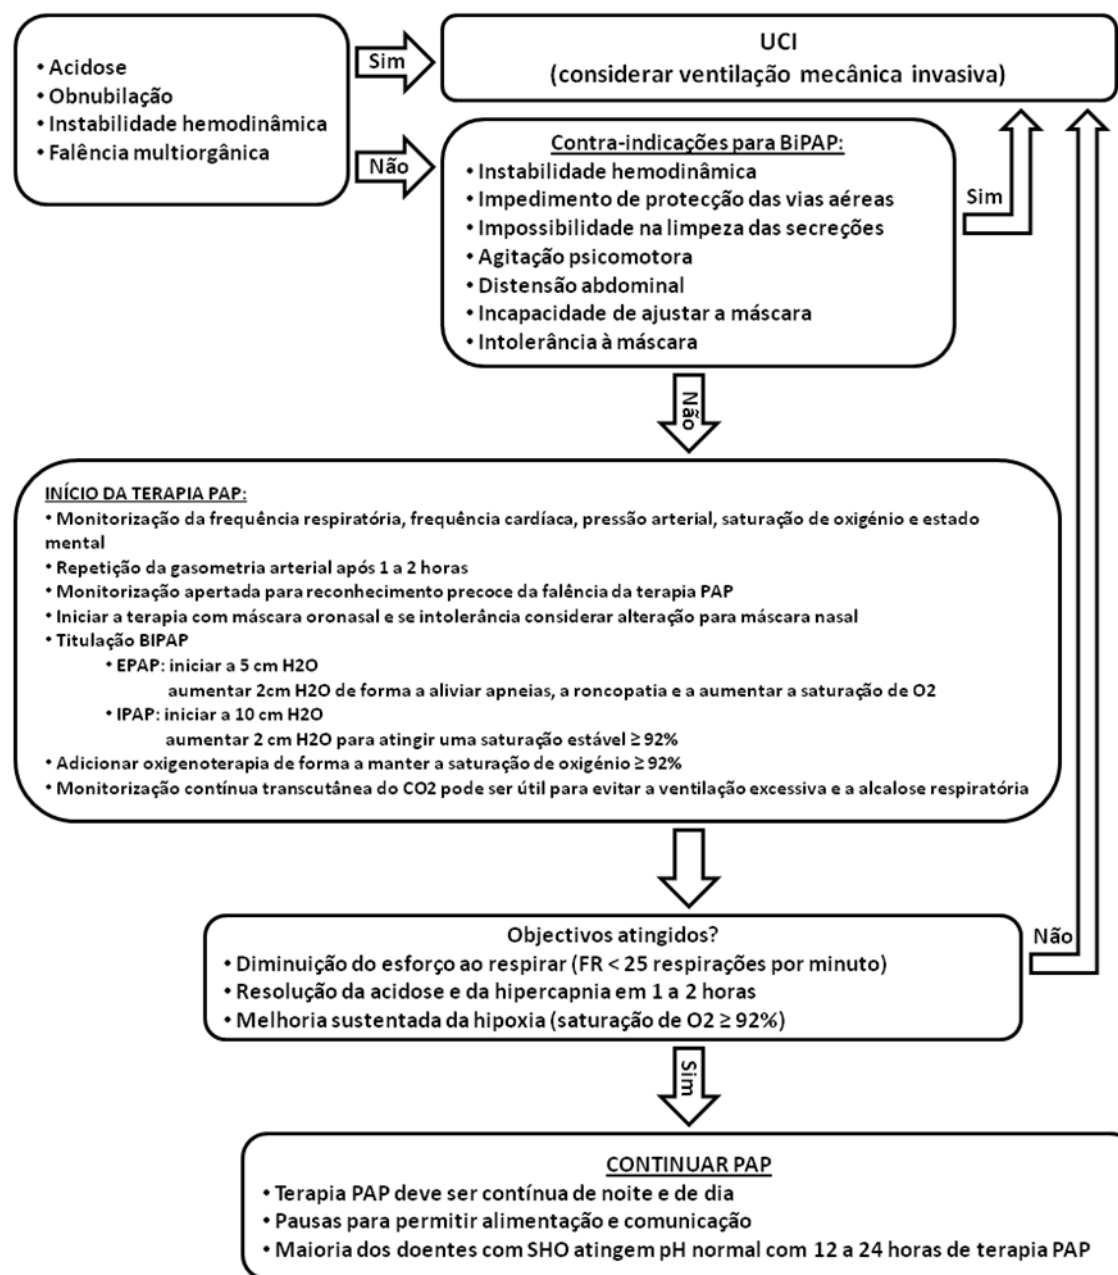 • Acidose
• Obnubilação
• Instabilidade hemodinâmica
• Falência multiorgânica
Sim
UCI
(considerar ventilação mecânica invasiva)
Não
Contra-indicações para BiPAP:
• Instabilidade hemodinâmica
• Impedimento de protecção das vias aéreas
• Impossibilidade na limpeza das secreções
• Agitação psicomotora
• Distensão abdominal
• Incapacidade de ajustar a máscara
• Intolerância à máscara
Sim
Não
INÍCIO DA TERAPIA PAP:
• Monitorização da frequência respiratória, frequência cardíaca, pressão arterial, saturação de oxigénio e estado
mental
• Repetição da gasometria arterial após 1 a 2 horas
• Monitorização apertada para reconhecimento precoce da falência da terapia PAP
• Iniciar a terapia com máscara oronasal e se intolerância considerar alteração para máscara nasal
• Titulação BIPAP
• EPAP: iniciar a 5 cm H2O
aumentar 2cm H2O de forma a aliviar apneias, a roncopatia e a aumentar a saturação de O2
• IPAP: iniciar a 10 cm H2O
aumentar 2 cm H2O para atingir uma saturação estável ≥ 92%
• Adicionar oxigenoterapia de forma a manter a saturação de oxigénio ≥ 92%
• Monitorização contínua transcutânea do CO2 pode ser útil para evitar a ventilação excessiva e a alcalose respiratória
Objectivos atingidos?
• Diminuição do esforço ao respirar (FR < 25 respirações por minuto)
• Resolução da acidose e da hipercapnia em 1 a 2 horas
• Melhoria sustentada da hipoxia (saturação de O2 ≥ 92%)
Não
Sim
CONTINUAR PAP
• Terapia PAP deve ser contínua de noite e de dia
• Pausas para permitir alimentação e comunicação
• Maioria dos doentes com SHO atingem pH normal com 12 a 24 horas de terapia PAP